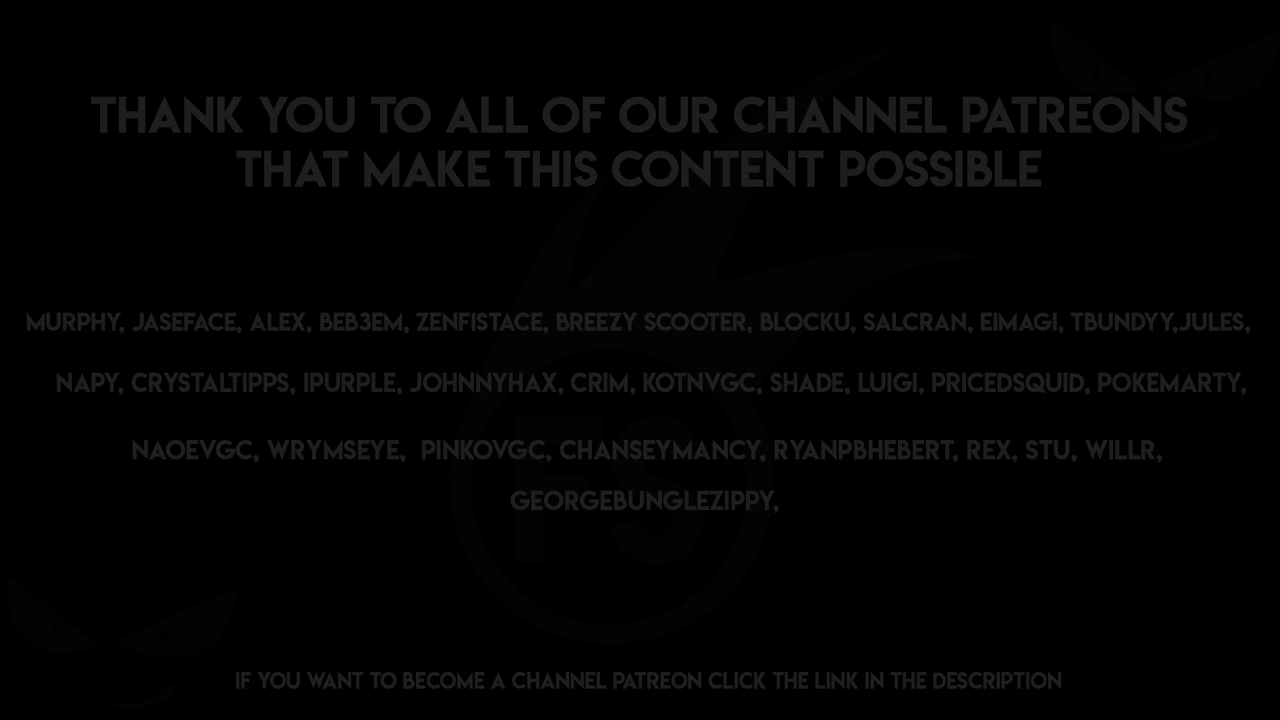 THANK YOU TO ALL OF OUR CHANNEL PATREONS
THAT MAKE THIS CONTENT POSSIBLE
MURPHY, JASEFACE, ALEX, BEB3EM, ZENFISTACE, BREEZY SCOOTER, BLOCKU, SALCRAN, EIMAGI, TBUNDYY,JULES,
NAPY, CRYSTALTIPPS, IPURPLE, JOHNNYHAX, CRIM, KOTNVGC, SHADE, LUIGI, PRICEDSQUID, POKEMARTY,
NAOEVGC, WRYMSEYE, PINKOVGC, CHANSEYMANCY, RYANPBHEBERT, REX, STU, WILLR,
GEORGEBUNGLEZIPPY,
FS
IF YOU WANT TO BECOME A CHANNEL PATREON CLICK THE LINK IN THE DESCRIPTION